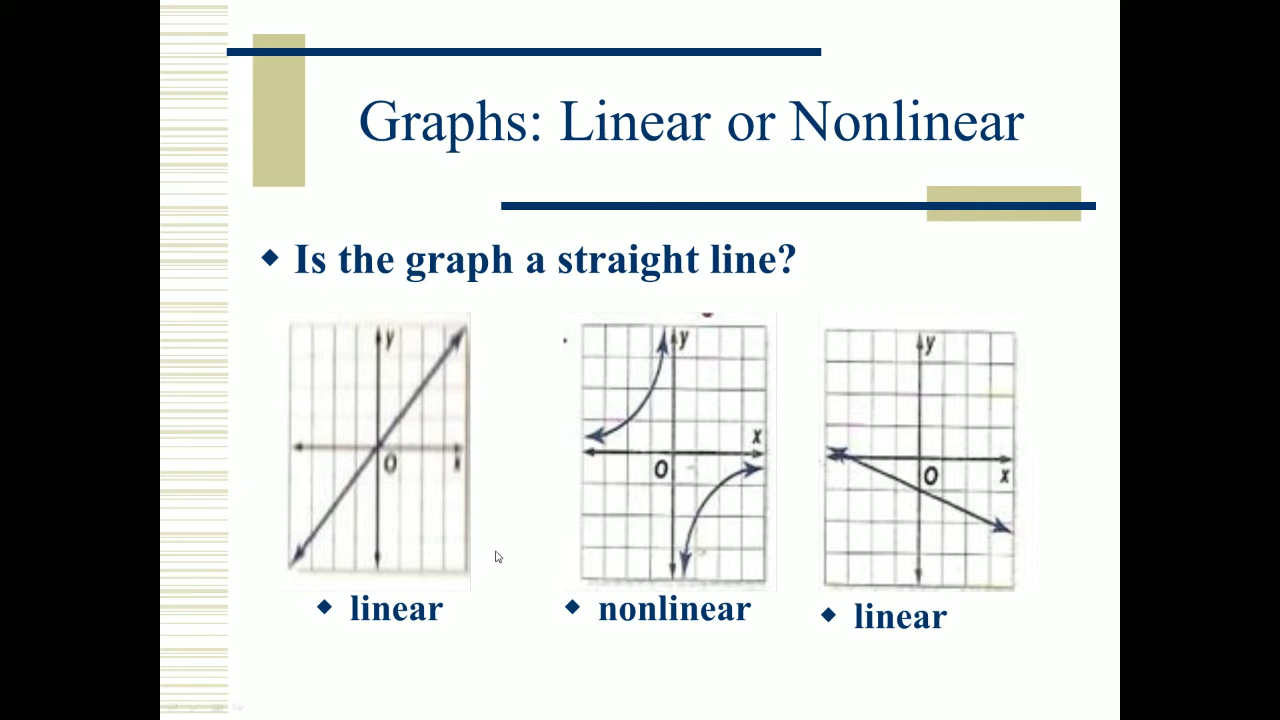 Graphs: Linear or Nonlinear
Is the graph a straight line?
y
O
y
x
O
y
O
x
linear
nonlinear
linear